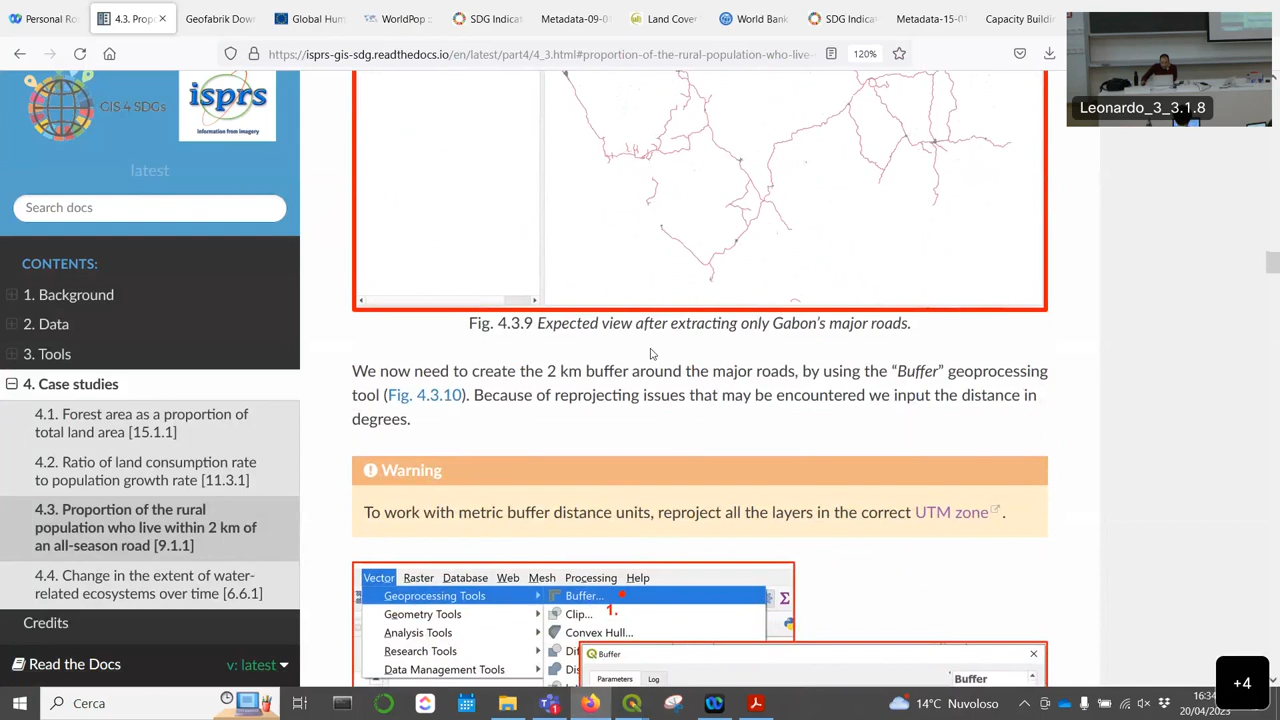 Personal Roo
4.3. Propo
Geofabrik Dow
Global Hum
WorldPop ::
SDG Indica
Metadata-09-0
Land Cover
World Bank
SDG Indica
Metadata-15-01
Capacity Buildin
https://isprs-gis-sdg.readthedocs.io/en/latest/part4/4_3.html#proportion-of-the-rural-population-who-live-
120%
Leonardo_3_3.1.8
GIS 4 SDGs
isprs
information from imagery
latest
Search docs
CONTENTS:
1. Background
2. Data
3. Tools
4. Case studies
4.1. Forest area as a proportion of
total land area [15.1.1]
4.2. Ratio of land consumption rate
to population growth rate [11.3.1]
4.3. Proportion of the rural
population who live within 2 km of
an all-season road [9.1.1]
4.4. Change in the extent of water-
related ecosystems over time [6.6.1]
Credits
Read the Docs
v: latest
Fig. 4.3.9 Expected view after extracting only Gabon's major roads.
We now need to create the 2 km buffer around the major roads, by using the “Buffer” geoprocessing
tool (Fig. 4.3.10). Because of reprojecting issues that may be encountered we input the distance in
degrees.
Warning
To work with metric buffer distance units, reproject all the layers in the correct UTM zone.
Vector Raster Database Web Mesh Processing Help
Geoprocessing Tools
Geometry Tools
Analysis Tools
Research Tools
Data Management Tools
Buffer...
1.
Clip...
Convex Hull...
Dif
Dis
Buffer
Parameters
Log
Buffer
+4
Cerca
14°C Nuvoloso
16:34
20/04/2023